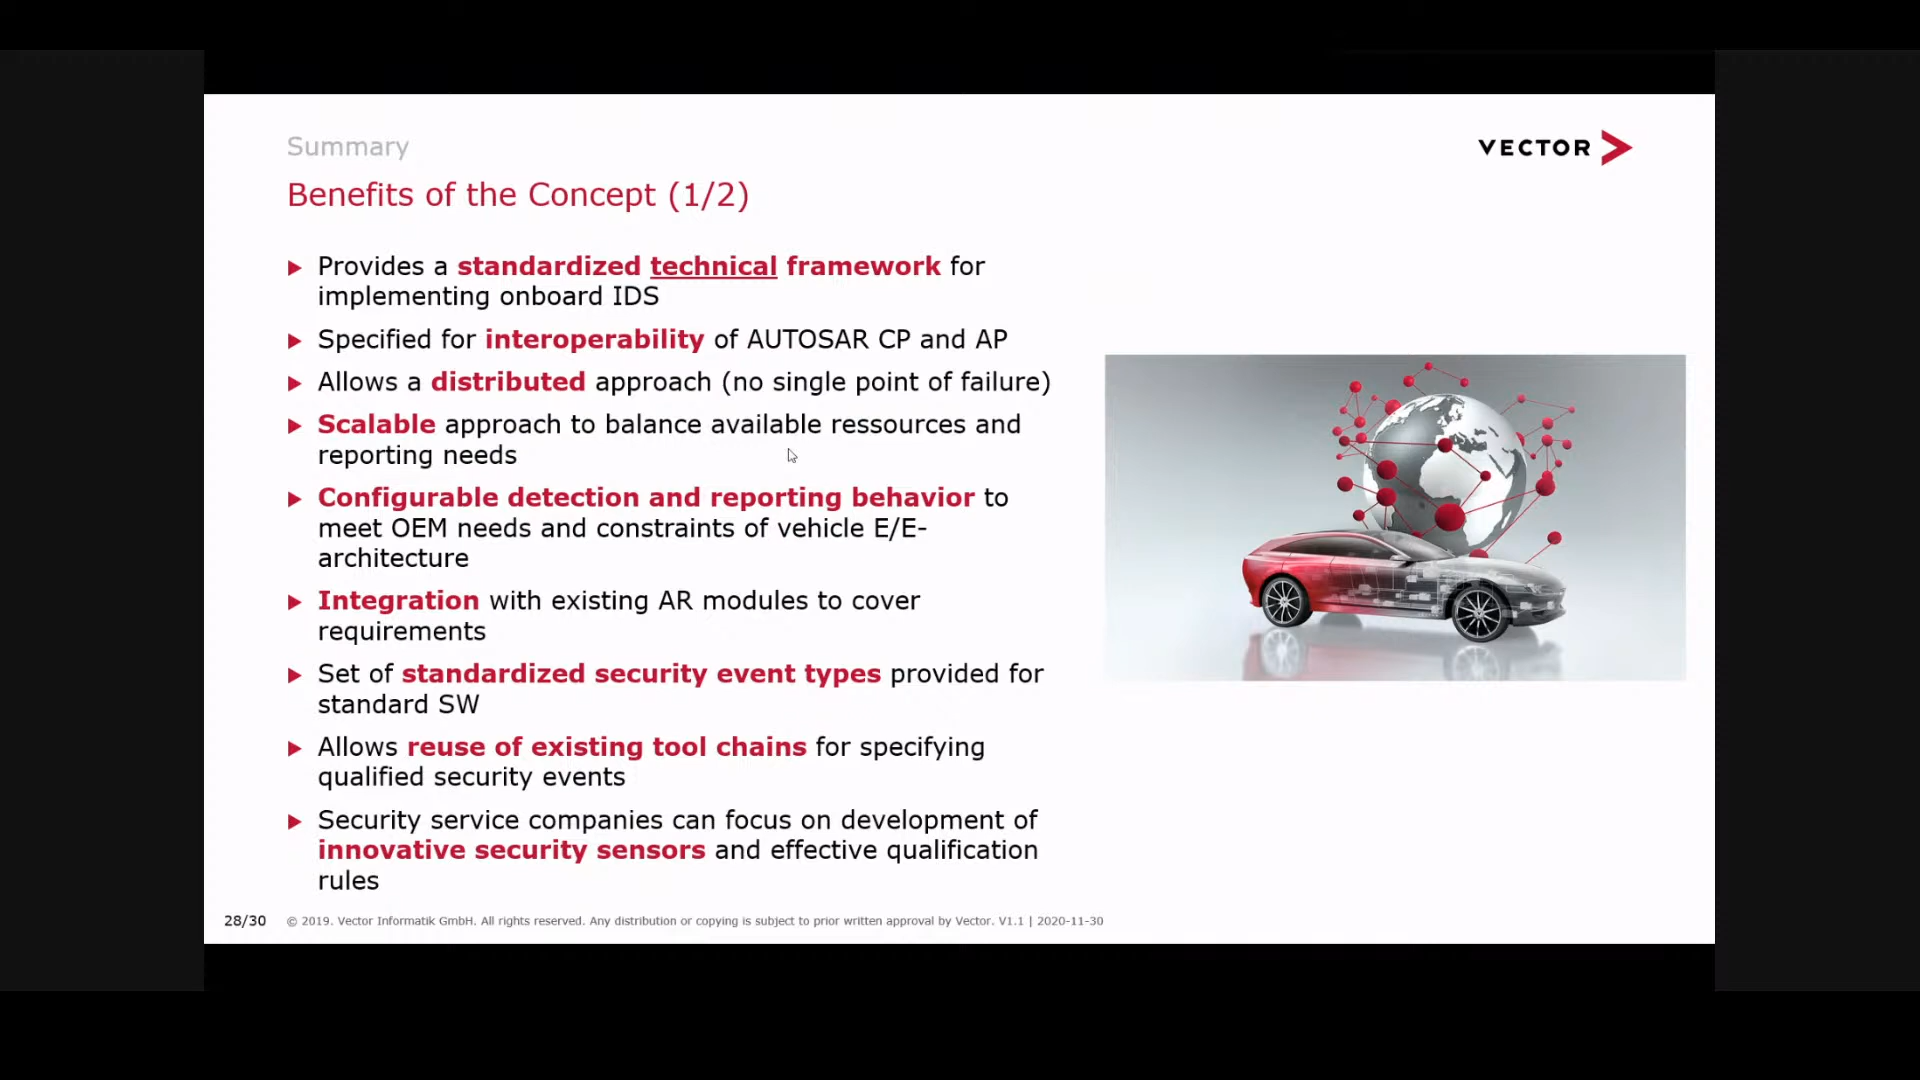 Summary
VECTOR
Benefits of the Concept (1/2)
Provides a standardized technical framework for
implementing onboard IDS
Specified for interoperability of AUTOSAR CP and AP
Allows a distributed approach (no single point of failure)
Scalable approach to balance available ressources and
reporting needs
Configurable detection and reporting behavior to
meet OEM needs and constraints of vehicle E/E-
architecture
Integration with existing AR modules to cover
requirements
Set of standardized security event types provided for
standard SW
Allows reuse of existing tool chains for specifying
qualified security events
Security service companies can focus on development of
innovative security sensors and effective qualification
rules
28/30 © 2019. Vector Informatik GmbH. All rights reserved. Any distribution or copying is subject to prior written approval by Vector. V1.1 | 2020-11-30